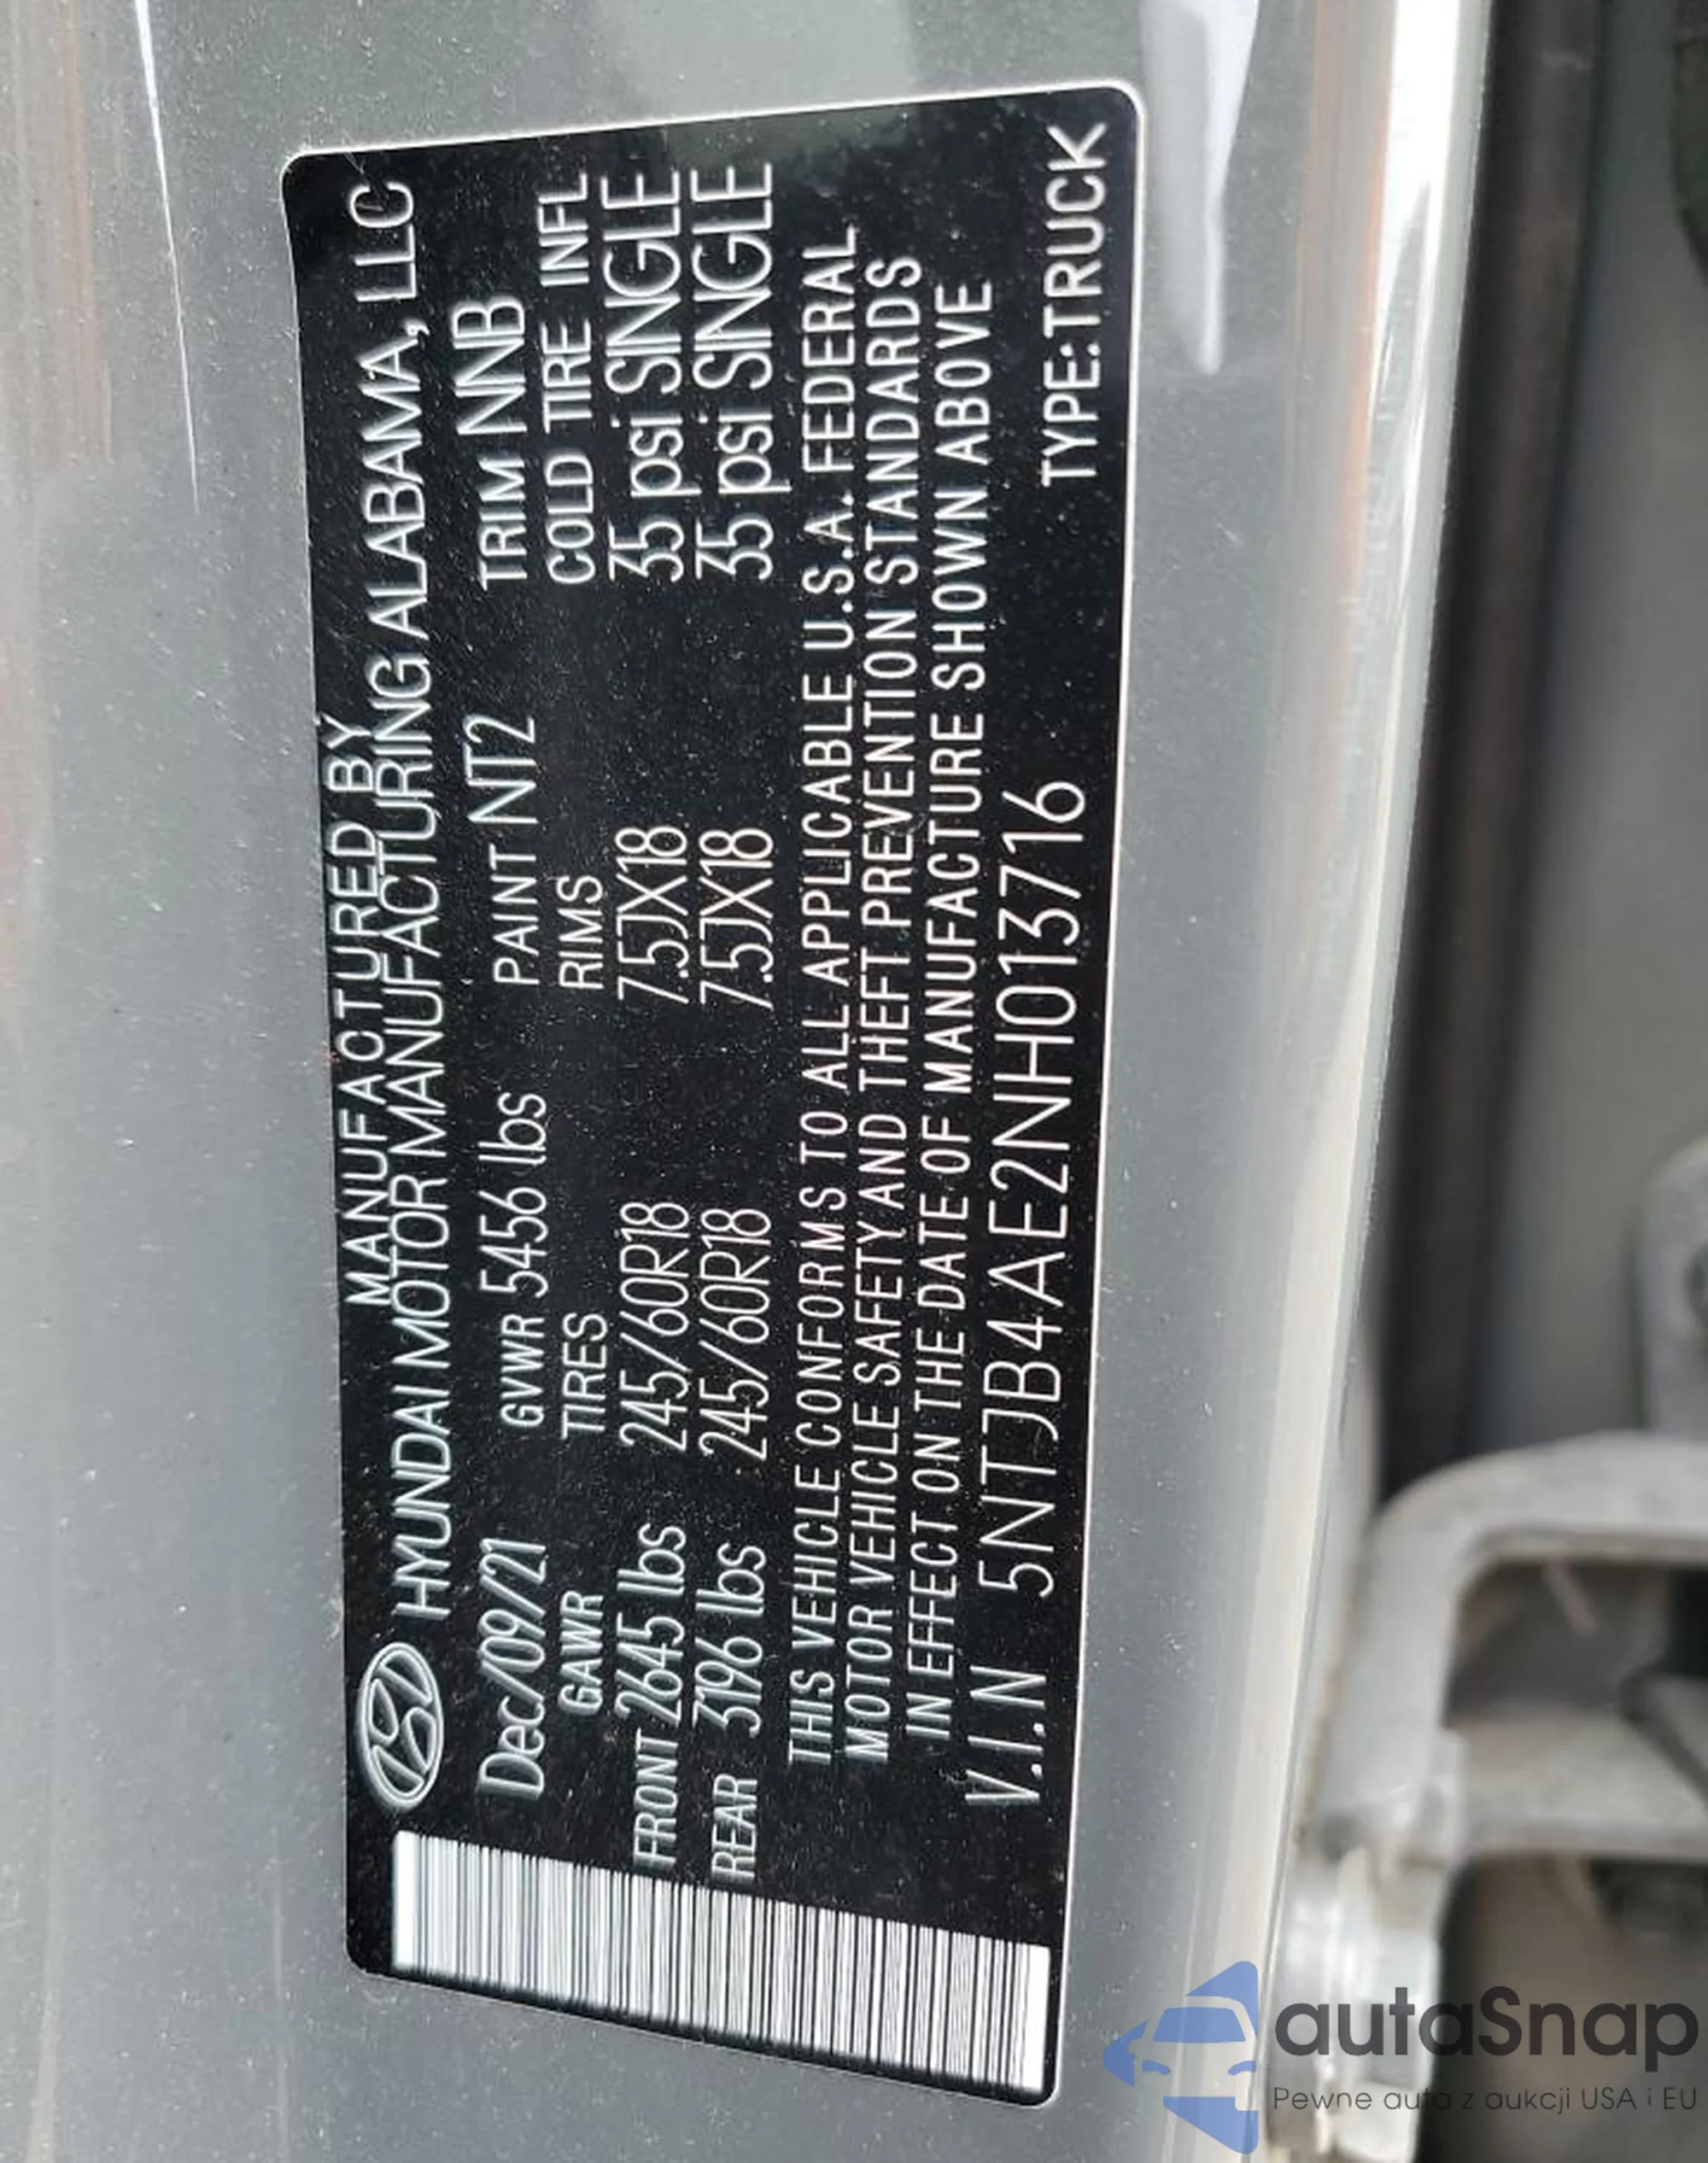 MANUFACTURED BY
HYUNDAI MOTOR MANUFACTURING ALABAMA, LLC
Dec/09/21 GVWR 5456 lbs PAINT NT2 TRIM NNB
GAWR TIRES RIMS COLD TIRE INFL
FRONT 2645 lbs 245/60R18 7.5JX18 35 psi SINGLE
REAR 3196 lbs 245/60R18 7.5JX18 35 psi SINGLE
THIS VEHICLE CONFORMS TO ALL APPLICABLE U.S.A. FEDERAL
MOTOR VEHICLE SAFETY AND THEFT PREVENTION STANDARDS
IN EFFECT ON THE DATE OF MANUFACTURE SHOWN ABOVE
V.I.N 5NTJB4AE2NH013716 TYPE:TRUCK
autaSnap
Pewne auta z aukcji USA i EU